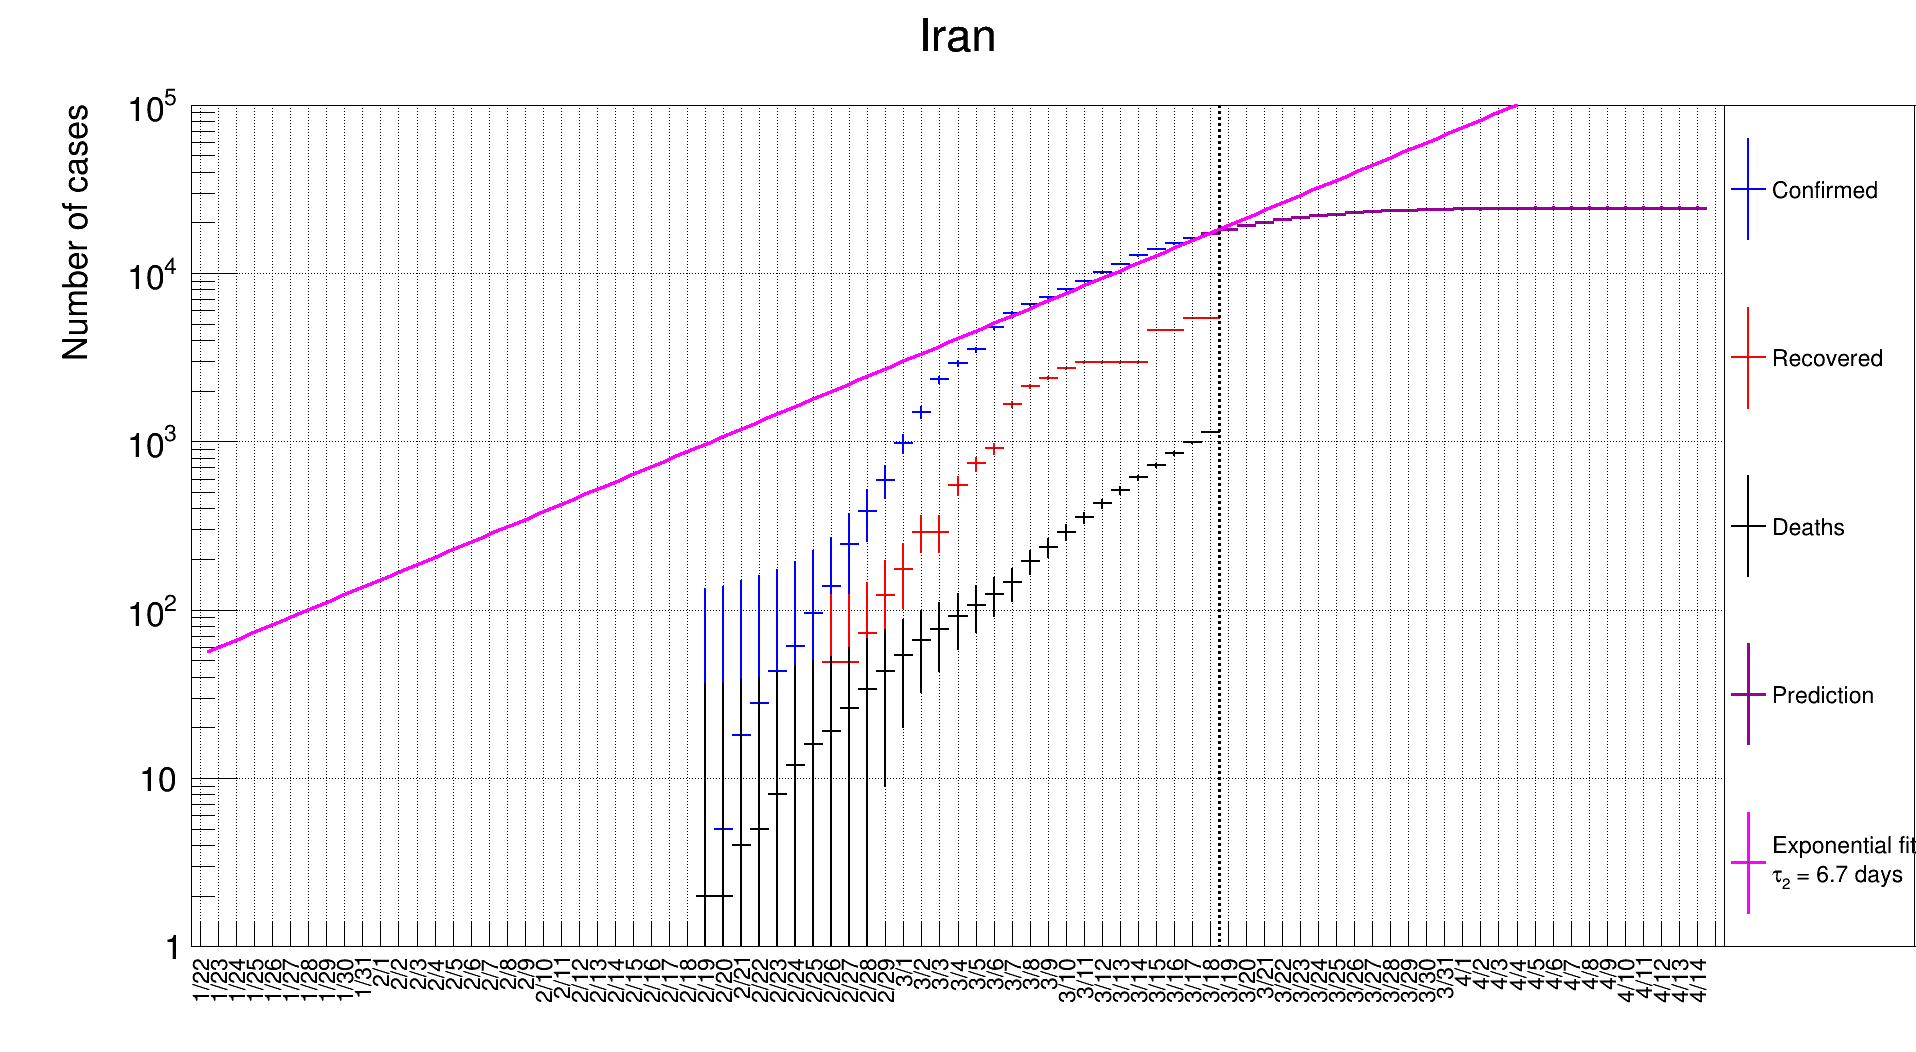 Iran
Number of cases
10⁵
10⁴
10³
10²
10
1
1/22 1/23 1/24 1/25 1/26 1/27 1/28 1/29 1/30 1/31 2/1 2/2 2/3 2/4 2/5 2/6 2/7 2/8 2/9 2/10 2/11 2/12 2/13 2/14 2/15 2/16 2/17 2/18 2/19 2/20 2/21 2/22 2/23 2/24 2/25 2/26 2/27 2/28 2/29 3/1 3/2 3/3 3/4 3/5 3/6 3/7 3/8 3/9 3/10 3/11 3/12 3/13 3/14 3/15 3/16 3/17 3/18 3/19 3/20 3/21 3/22 3/23 3/24 3/25 3/26 3/27 3/28 3/29 3/30 3/31 4/1 4/2 4/3 4/4 4/5 4/6 4/7 4/8 4/9 4/10 4/11 4/12 4/13 4/14
Confirmed
Recovered
Deaths
Prediction
Exponential fit
τ₂ = 6.7 days